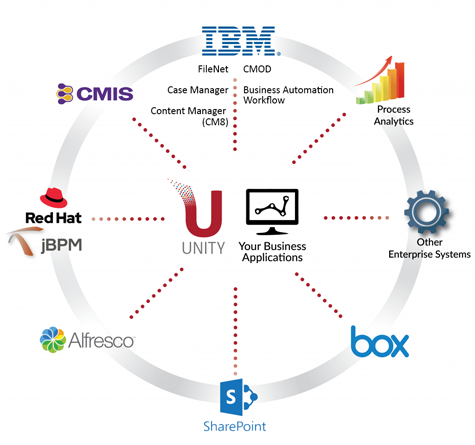 IBM
FileNet
CMOD
Case Manager
Business Automation
Workflow
Content Manager
(CM8)
CMIS
Process
Analytics
Red Hat
jBPM
UNITY
Your Business
Applications
Other
Enterprise Systems
Alfresco
box
S
SharePoint